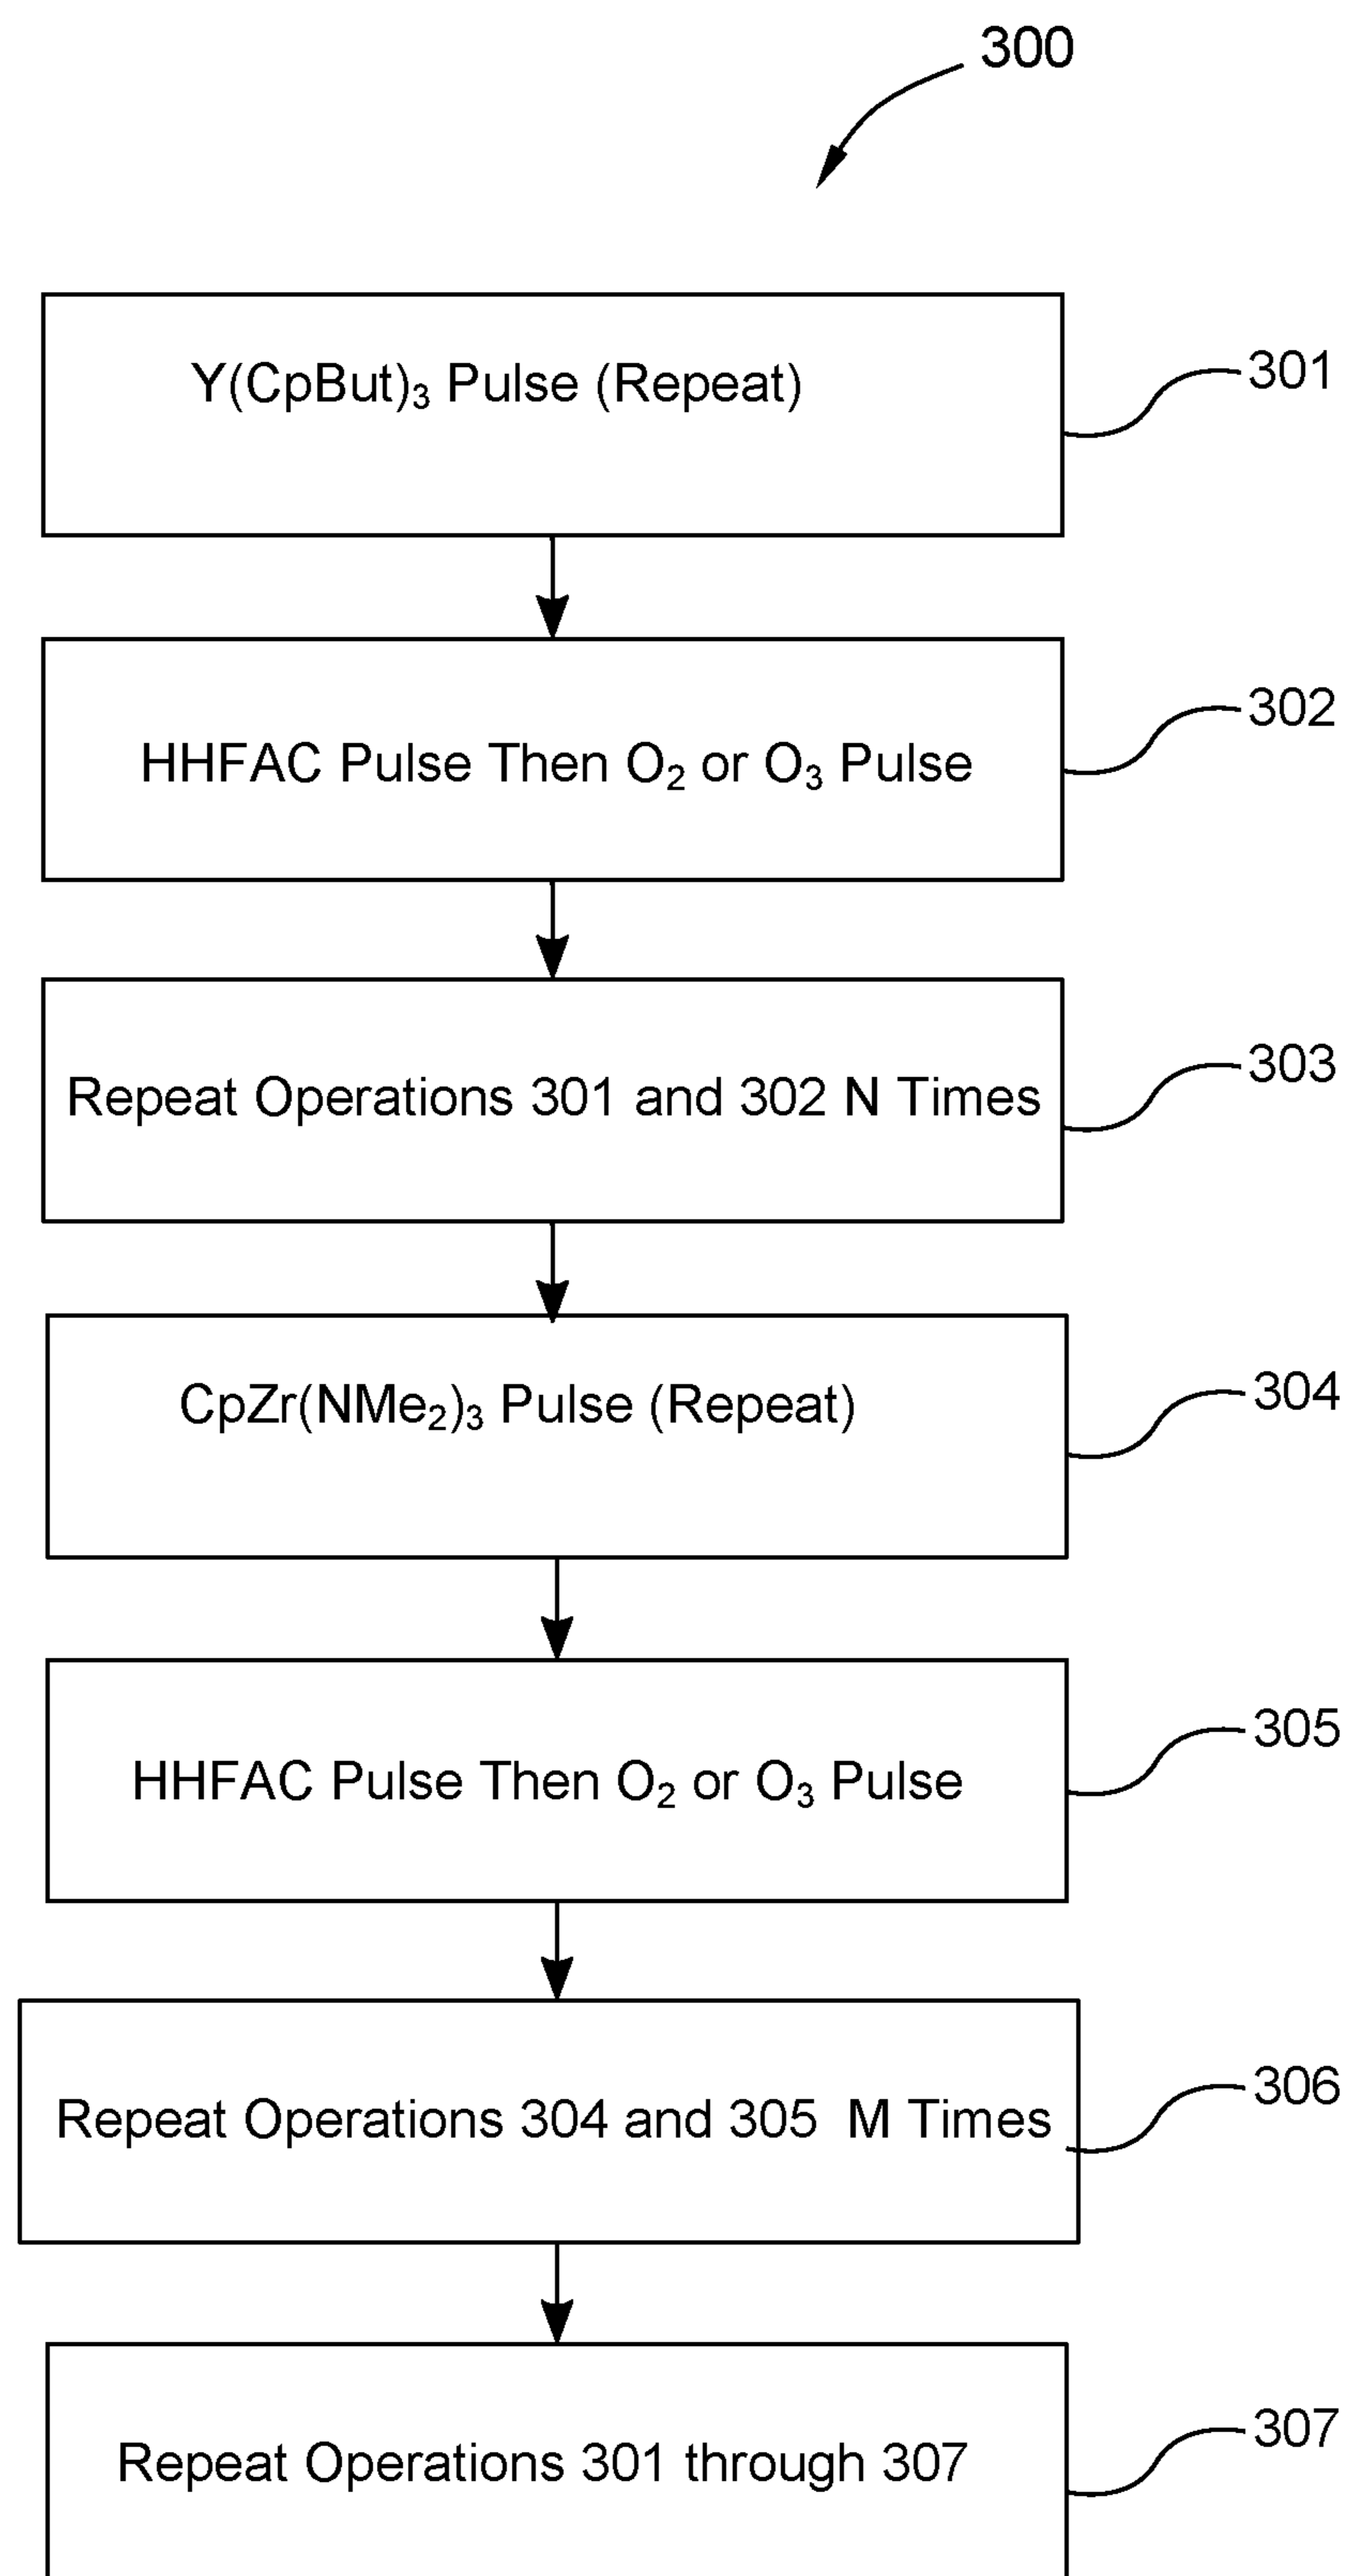 300
Y(CpBut)₃ Pulse (Repeat)
301
HHFAC Pulse Then O₂ or O₃ Pulse
302
Repeat Operations 301 and 302 N Times
303
CpZr(NMe₂)₃ Pulse (Repeat)
304
HHFAC Pulse Then O₂ or O₃ Pulse
305
Repeat Operations 304 and 305 M Times
306
Repeat Operations 301 through 307
307